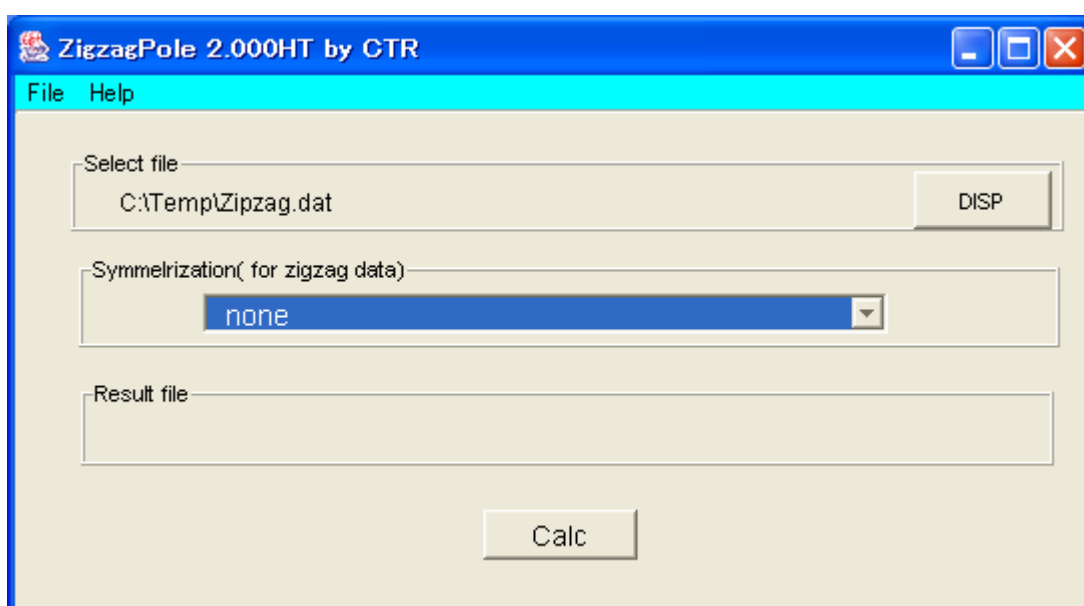 ZigzagPole 2.000HT by CTR
File Help
Select file
C:\Temp\Zipzag.dat
DISP
Symmelrization( for zigzag data)
none
Result file
Calc